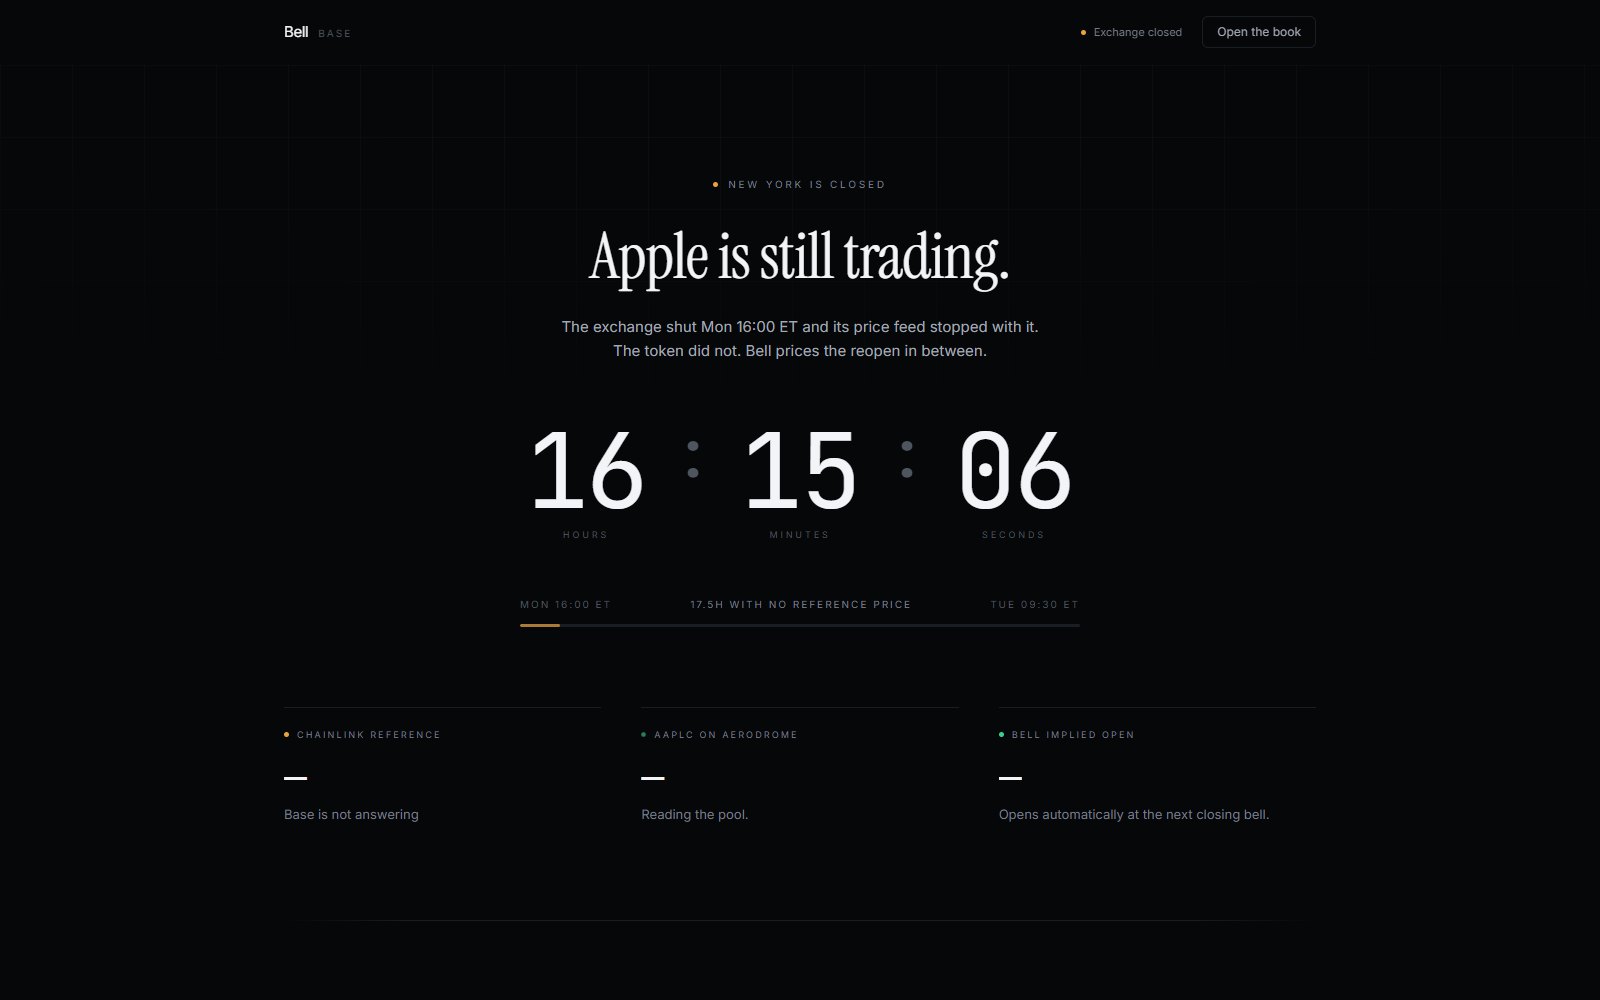 Bell BASE
Exchange closed
Open the book
NEW YORK IS CLOSED
Apple is still trading.
The exchange shut Mon 16:00 ET and its price feed stopped with it.
The token did not. Bell prices the reopen in between.
16 : 15 : 06
HOURS MINUTES SECONDS
MON 16:00 ET 17.5H WITH NO REFERENCE PRICE TUE 09:30 ET
CHAINLINK REFERENCE
—
Base is not answering
AAPLC ON AERODROME
—
Reading the pool.
BELL IMPLIED OPEN
—
Opens automatically at the next closing bell.